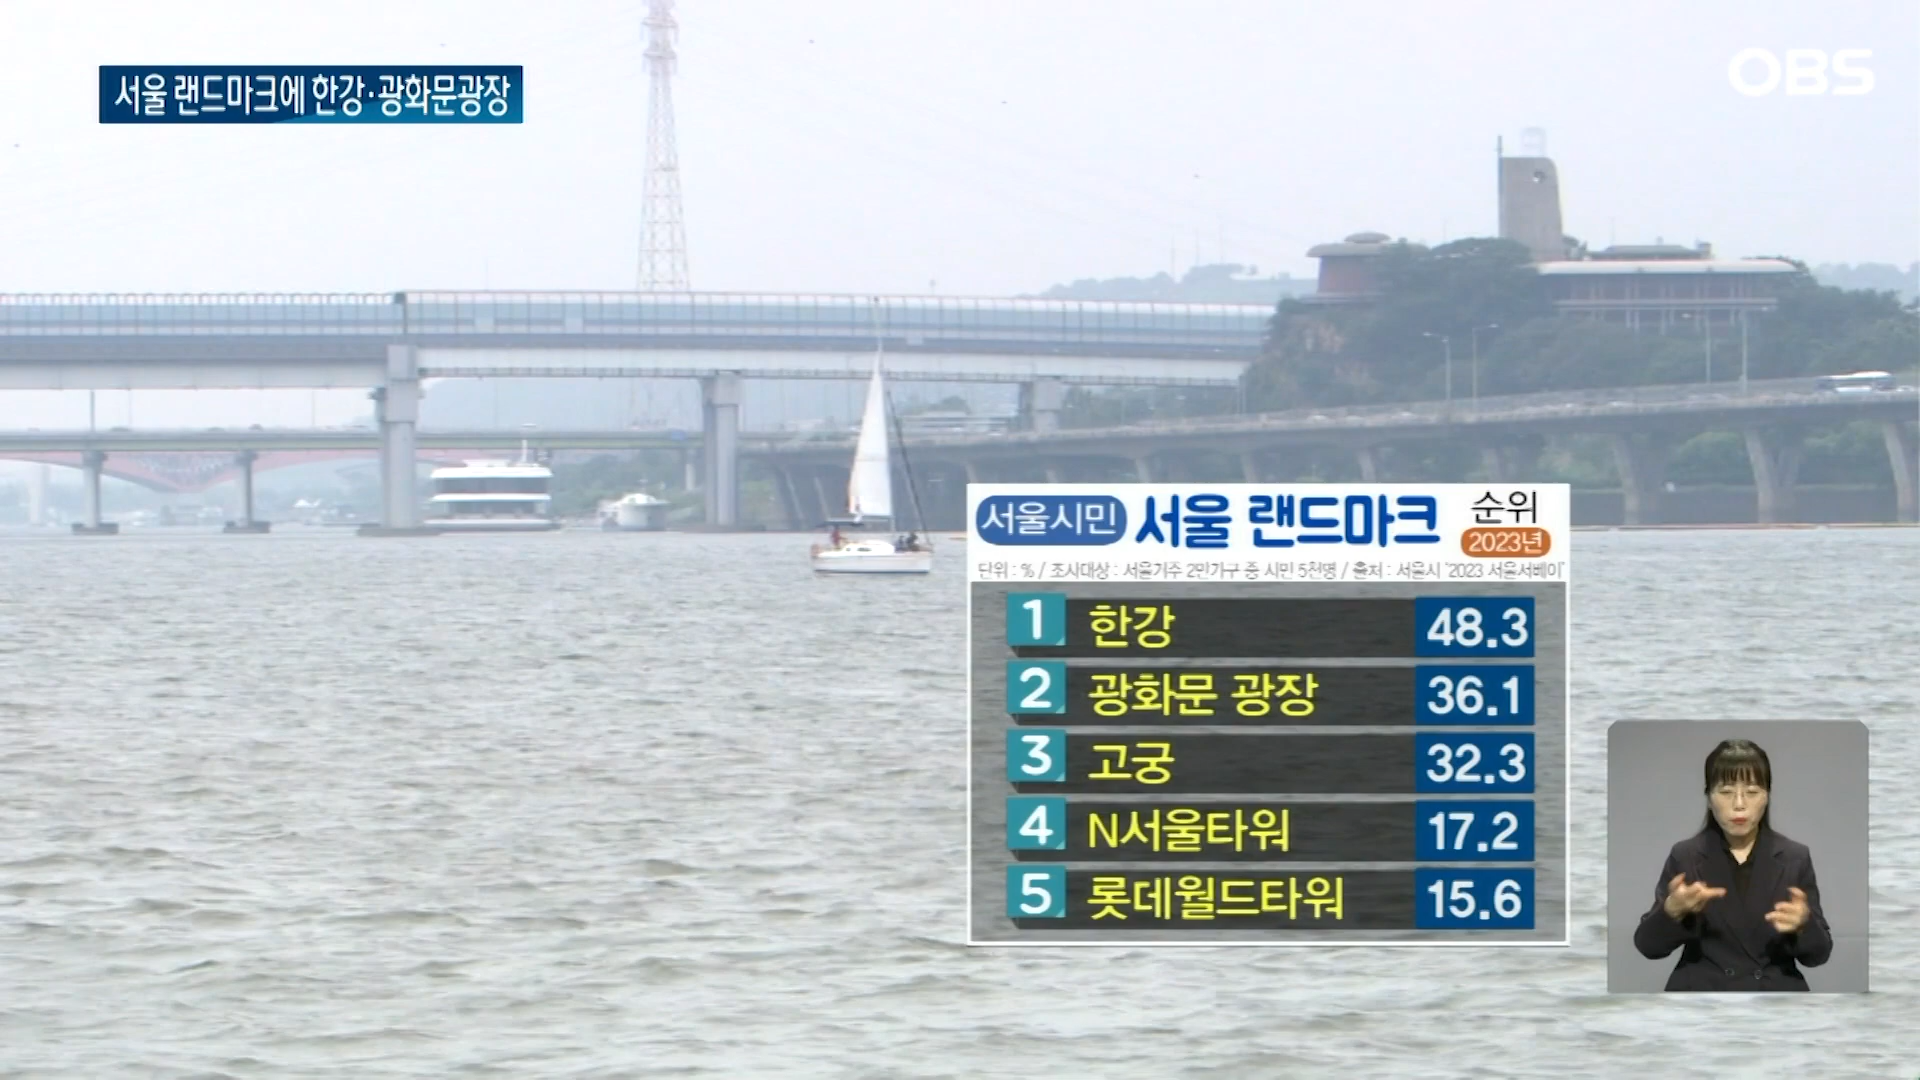 서울 랜드마크에 한강·광화문광장
OBS
서울시민 서울 랜드마크 순위 2023년
단위 : % / 조사대상 : 서울거주 2만가구 중 시민 5천명 / 출처 : 서울시 '2023 서울서베이'
1 한강 48.3
2 광화문 광장 36.1
3 고궁 32.3
4 N서울타워 17.2
5 롯데월드타워 15.6